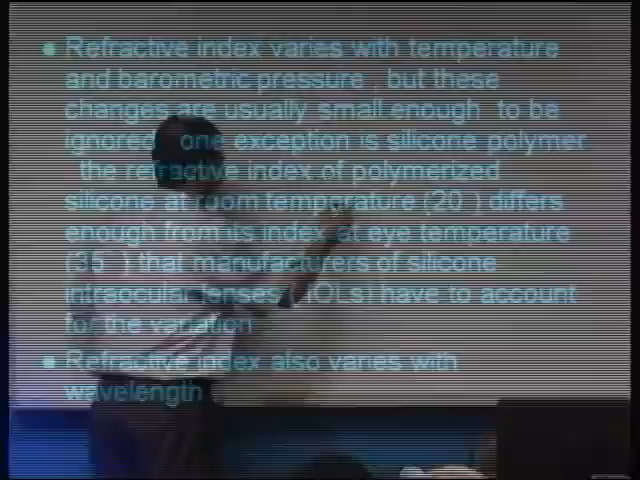 Refractive index varies with temperature
and barometric pressure , but these
changes are usually small enough to be
ignored one exception is silicone polymer
the refractive index of polymerized
silicone at room temperature (20 ) differs
enough from its index at eye temperature
(35 ) that manufacturers of silicone
intraocular lenses (IOLs) have to account
for the variation
Refractive index also varies with
wavelength